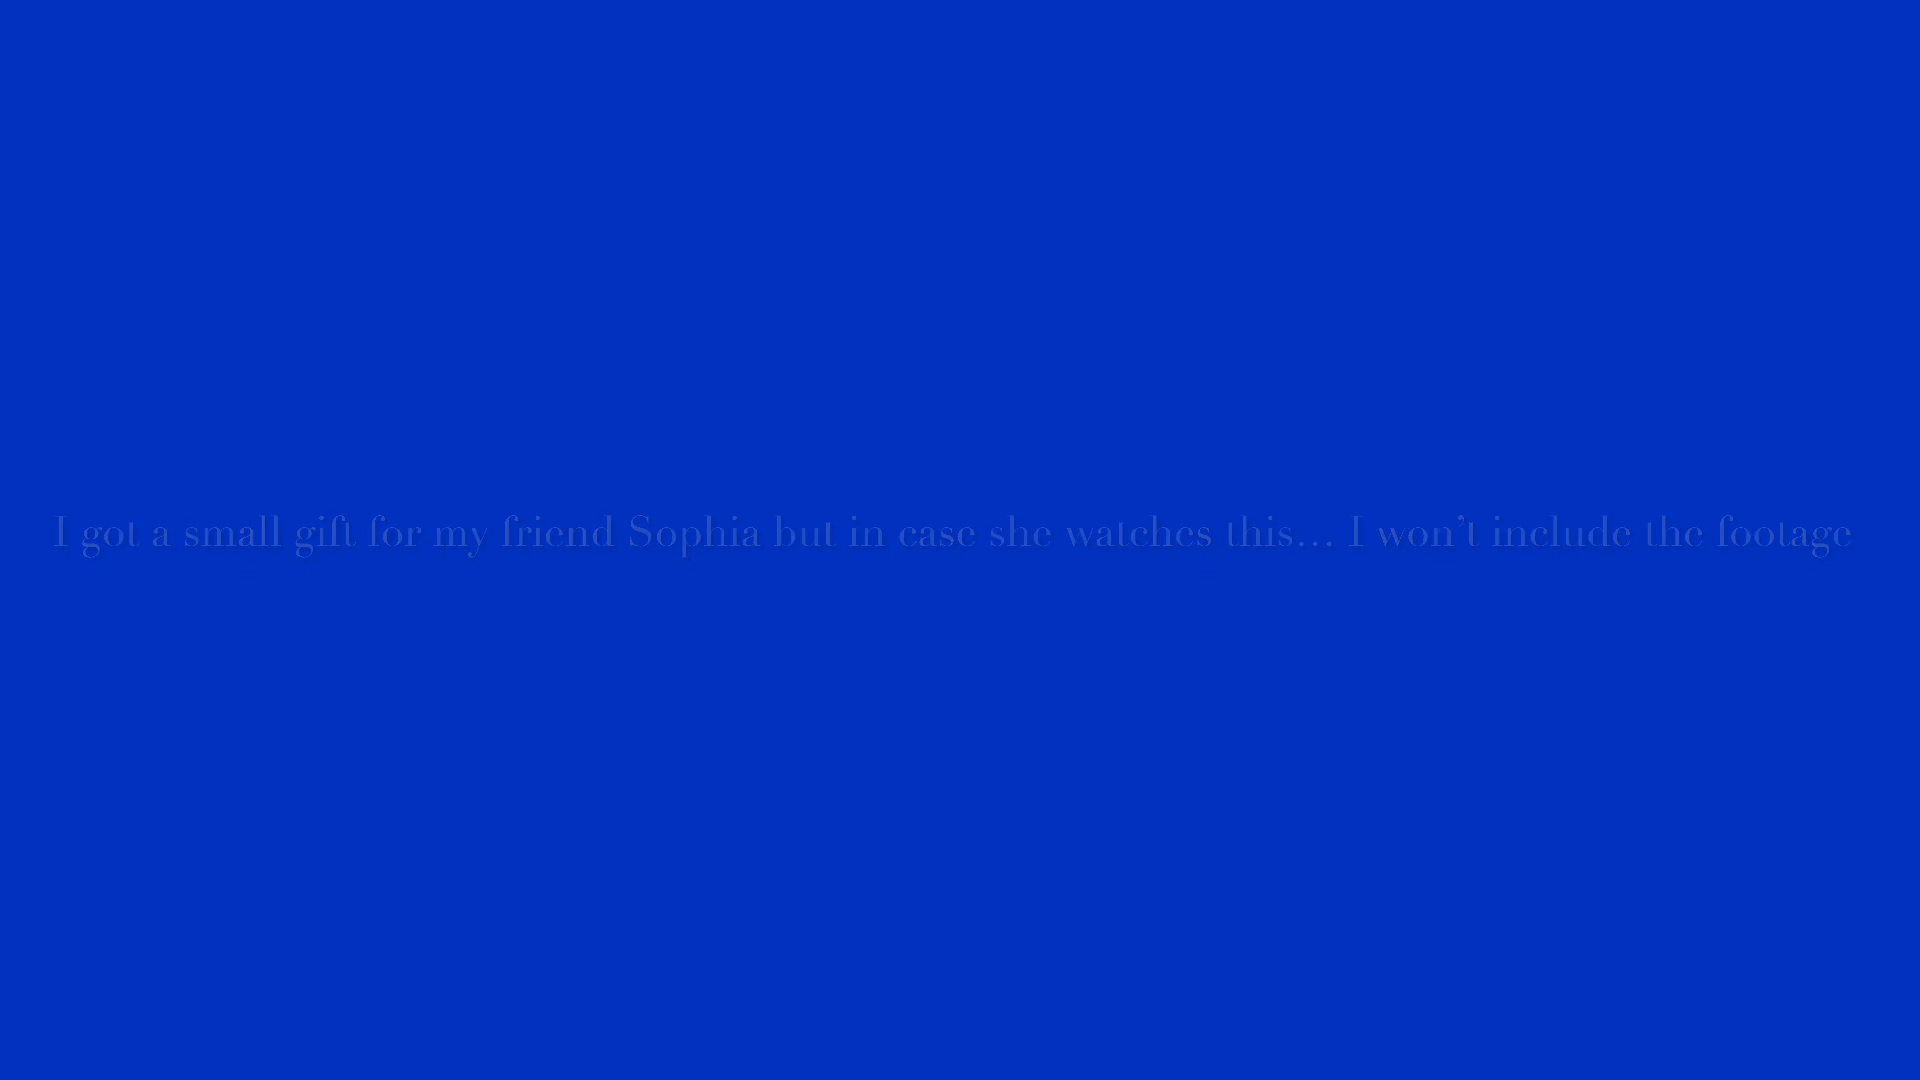 I got a small gift for my friend Sophia but in case she watches this… I won’t include the footage